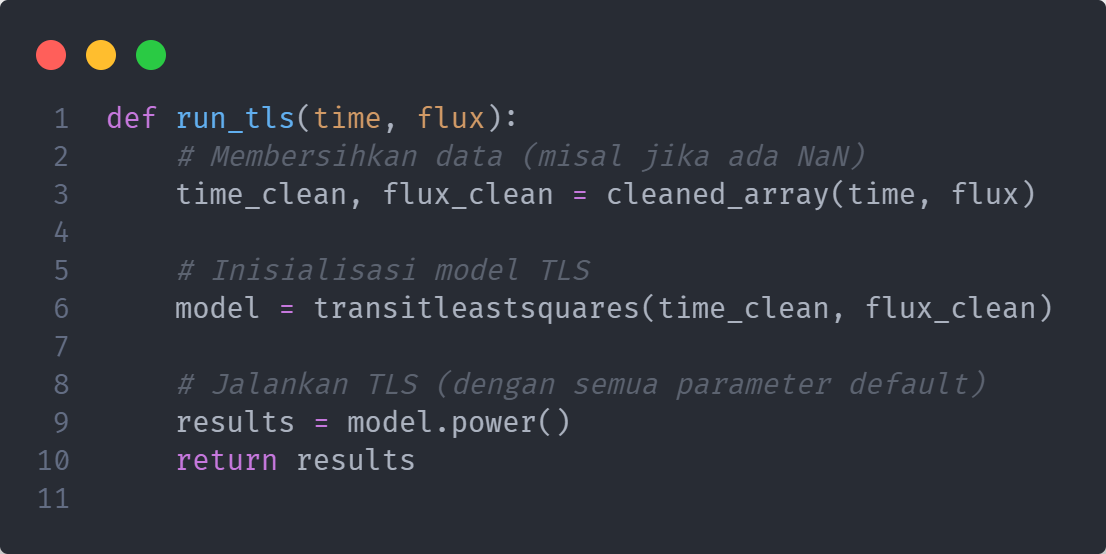 1 def run_tls(time, flux):
2     # Membersihkan data (misal jika ada NaN)
3     time_clean, flux_clean = cleaned_array(time, flux)
4
5     # Inisialisasi model TLS
6     model = transitleastsquares(time_clean, flux_clean)
7
8     # Jalankan TLS (dengan semua parameter default)
9     results = model.power()
10     return results
11